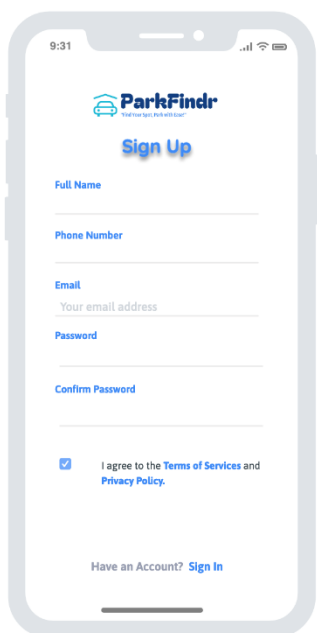 9:31
ParkFindr
"Find Your Spot, Park with Ease!"
Sign Up
Full Name
Phone Number
Email
Your email address
Password
Confirm Password
I agree to the Terms of Services and
Privacy Policy.
Have an Account? Sign In